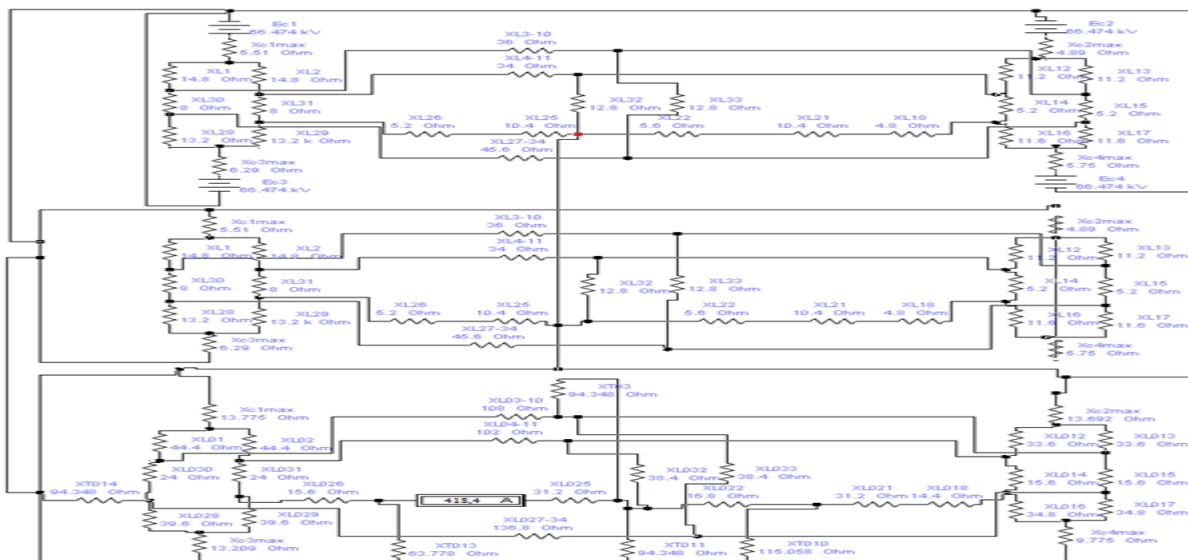 Ec1
66.474 kV
Ec2
66.474 kV
Xc1max
5.51 Ohm
XL3-10
36 Ohm
Xc2max
4.89 Ohm
XL1
14.8 Ohm
XL2
14.8 Ohm
XL4-11
34 Ohm
XL12
11.2 Ohm
XL13
11.2 Ohm
XL30
8 Ohm
XL31
8 Ohm
XL32
12.8 Ohm
XL33
12.8 Ohm
XL14
5.2 Ohm
XL15
5.2 Ohm
XL26
5.2 Ohm
XL25
10.4 Ohm
XL22
5.6 Ohm
XL21
10.4 Ohm
XL18
4.8 Ohm
XL28
13.2 Ohm
XL29
13.2 k Ohm
XL27-34
45.6 Ohm
XL16
11.6 Ohm
XL17
11.6 Ohm
Xc3max
6.29 Ohm
Xc4max
5.75 Ohm
Ec3
66.474 kV
Ec4
66.474 kV
Xc1max
5.51 Ohm
XL3-10
36 Ohm
Xc2max
4.89 Ohm
XL1
14.8 Ohm
XL2
14.8 Ohm
XL4-11
34 Ohm
XL12
11.2 Ohm
XL13
11.2 Ohm
XL30
8 Ohm
XL31
8 Ohm
XL32
12.8 Ohm
XL33
12.8 Ohm
XL14
5.2 Ohm
XL15
5.2 Ohm
XL26
5.2 Ohm
XL25
10.4 Ohm
XL22
5.6 Ohm
XL21
10.4 Ohm
XL18
4.8 Ohm
XL28
13.2 Ohm
XL29
13.2 k Ohm
XL27-34
45.6 Ohm
XL16
11.6 Ohm
XL17
11.6 Ohm
Xc3max
6.29 Ohm
Xc4max
5.75 Ohm
XT03
94.348 Ohm
Xc1max
13.775 Ohm
XL03-10
108 Ohm
Xc2max
13.692 Ohm
XL01
44.4 Ohm
XL02
44.4 Ohm
XL04-11
102 Ohm
XL012
33.6 Ohm
XL013
33.6 Ohm
XL030
24 Ohm
XL031
24 Ohm
XL032
38.4 Ohm
XL033
38.4 Ohm
XL014
15.6 Ohm
XL015
15.6 Ohm
XT014
94.348 Ohm
XL026
15.6 Ohm
418.4 A
XL025
31.2 Ohm
XL022
16.8 Ohm
XL021
31.2 Ohm
XL018
14.4 Ohm
XL028
39.6 Ohm
XL029
39.6 Ohm
XL027-34
136.8 Ohm
XL016
34.8 Ohm
XL017
34.8 Ohm
Xc3max
13.209 Ohm
XT013
63.778 Ohm
XT011
94.348 Ohm
XT010
115.058 Ohm
Xc4max
9.775 Ohm